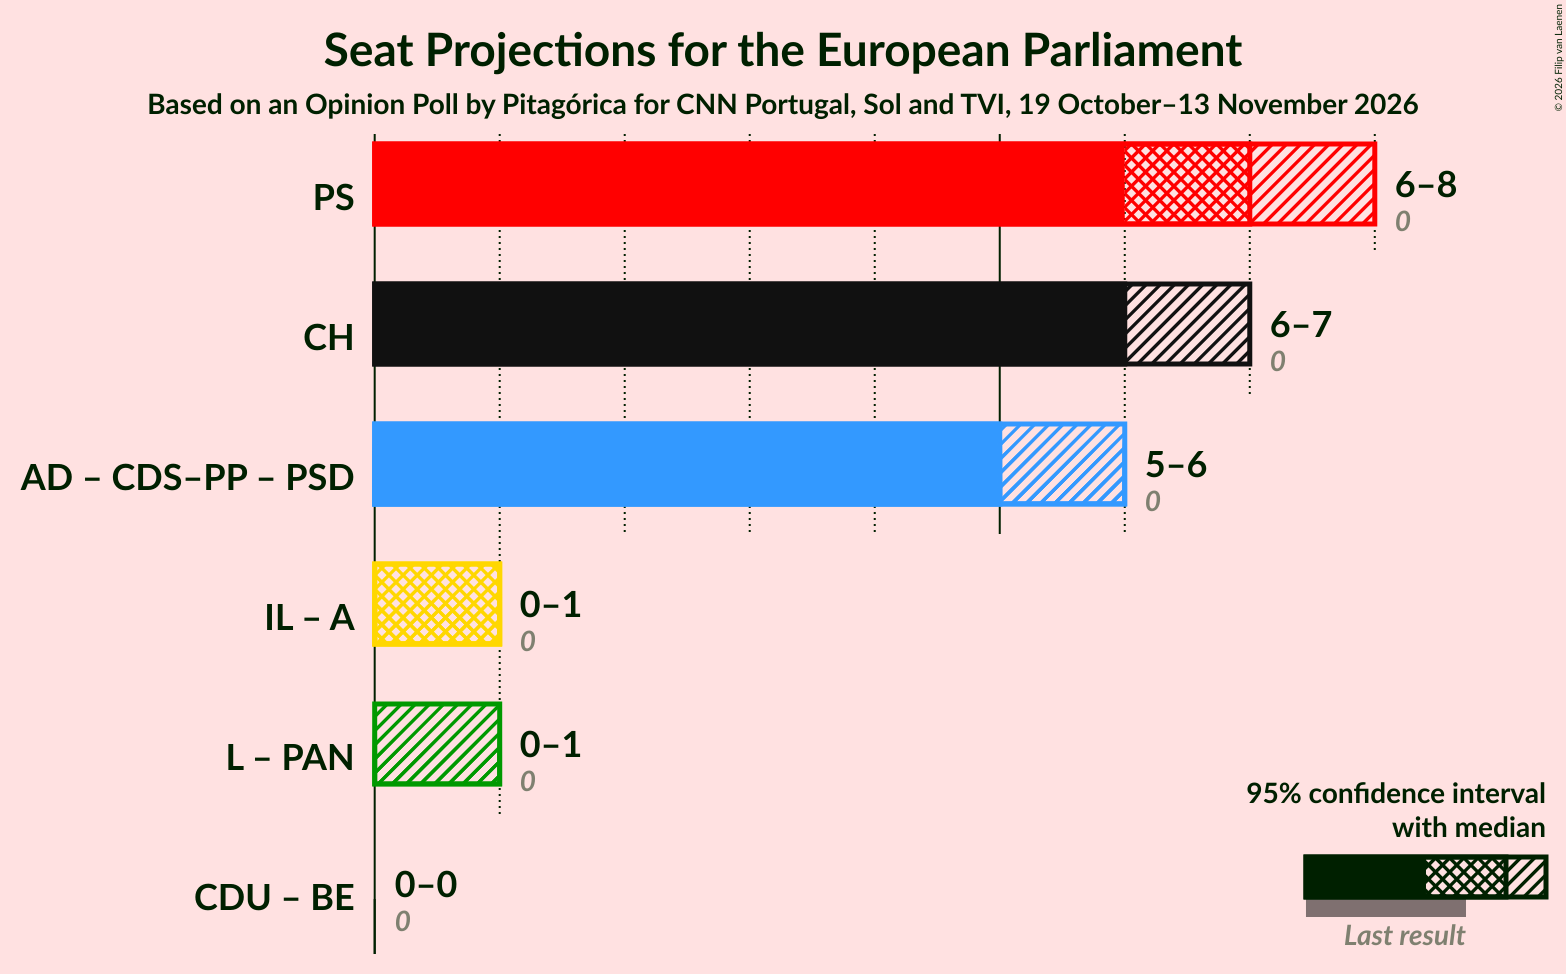 Seat Projections for the European Parliament
Based on an Opinion Poll by Pitagórica for CNN Portugal, Sol and TVI, 19 October–13 November 2026
© 2026 Filip van Laenen
PS
6–8
0
CH
6–7
0
AD – CDS–PP – PSD
5–6
0
IL – A
0–1
0
L – PAN
0–1
0
CDU – BE
0–0
0
95% confidence interval
with median
Last result